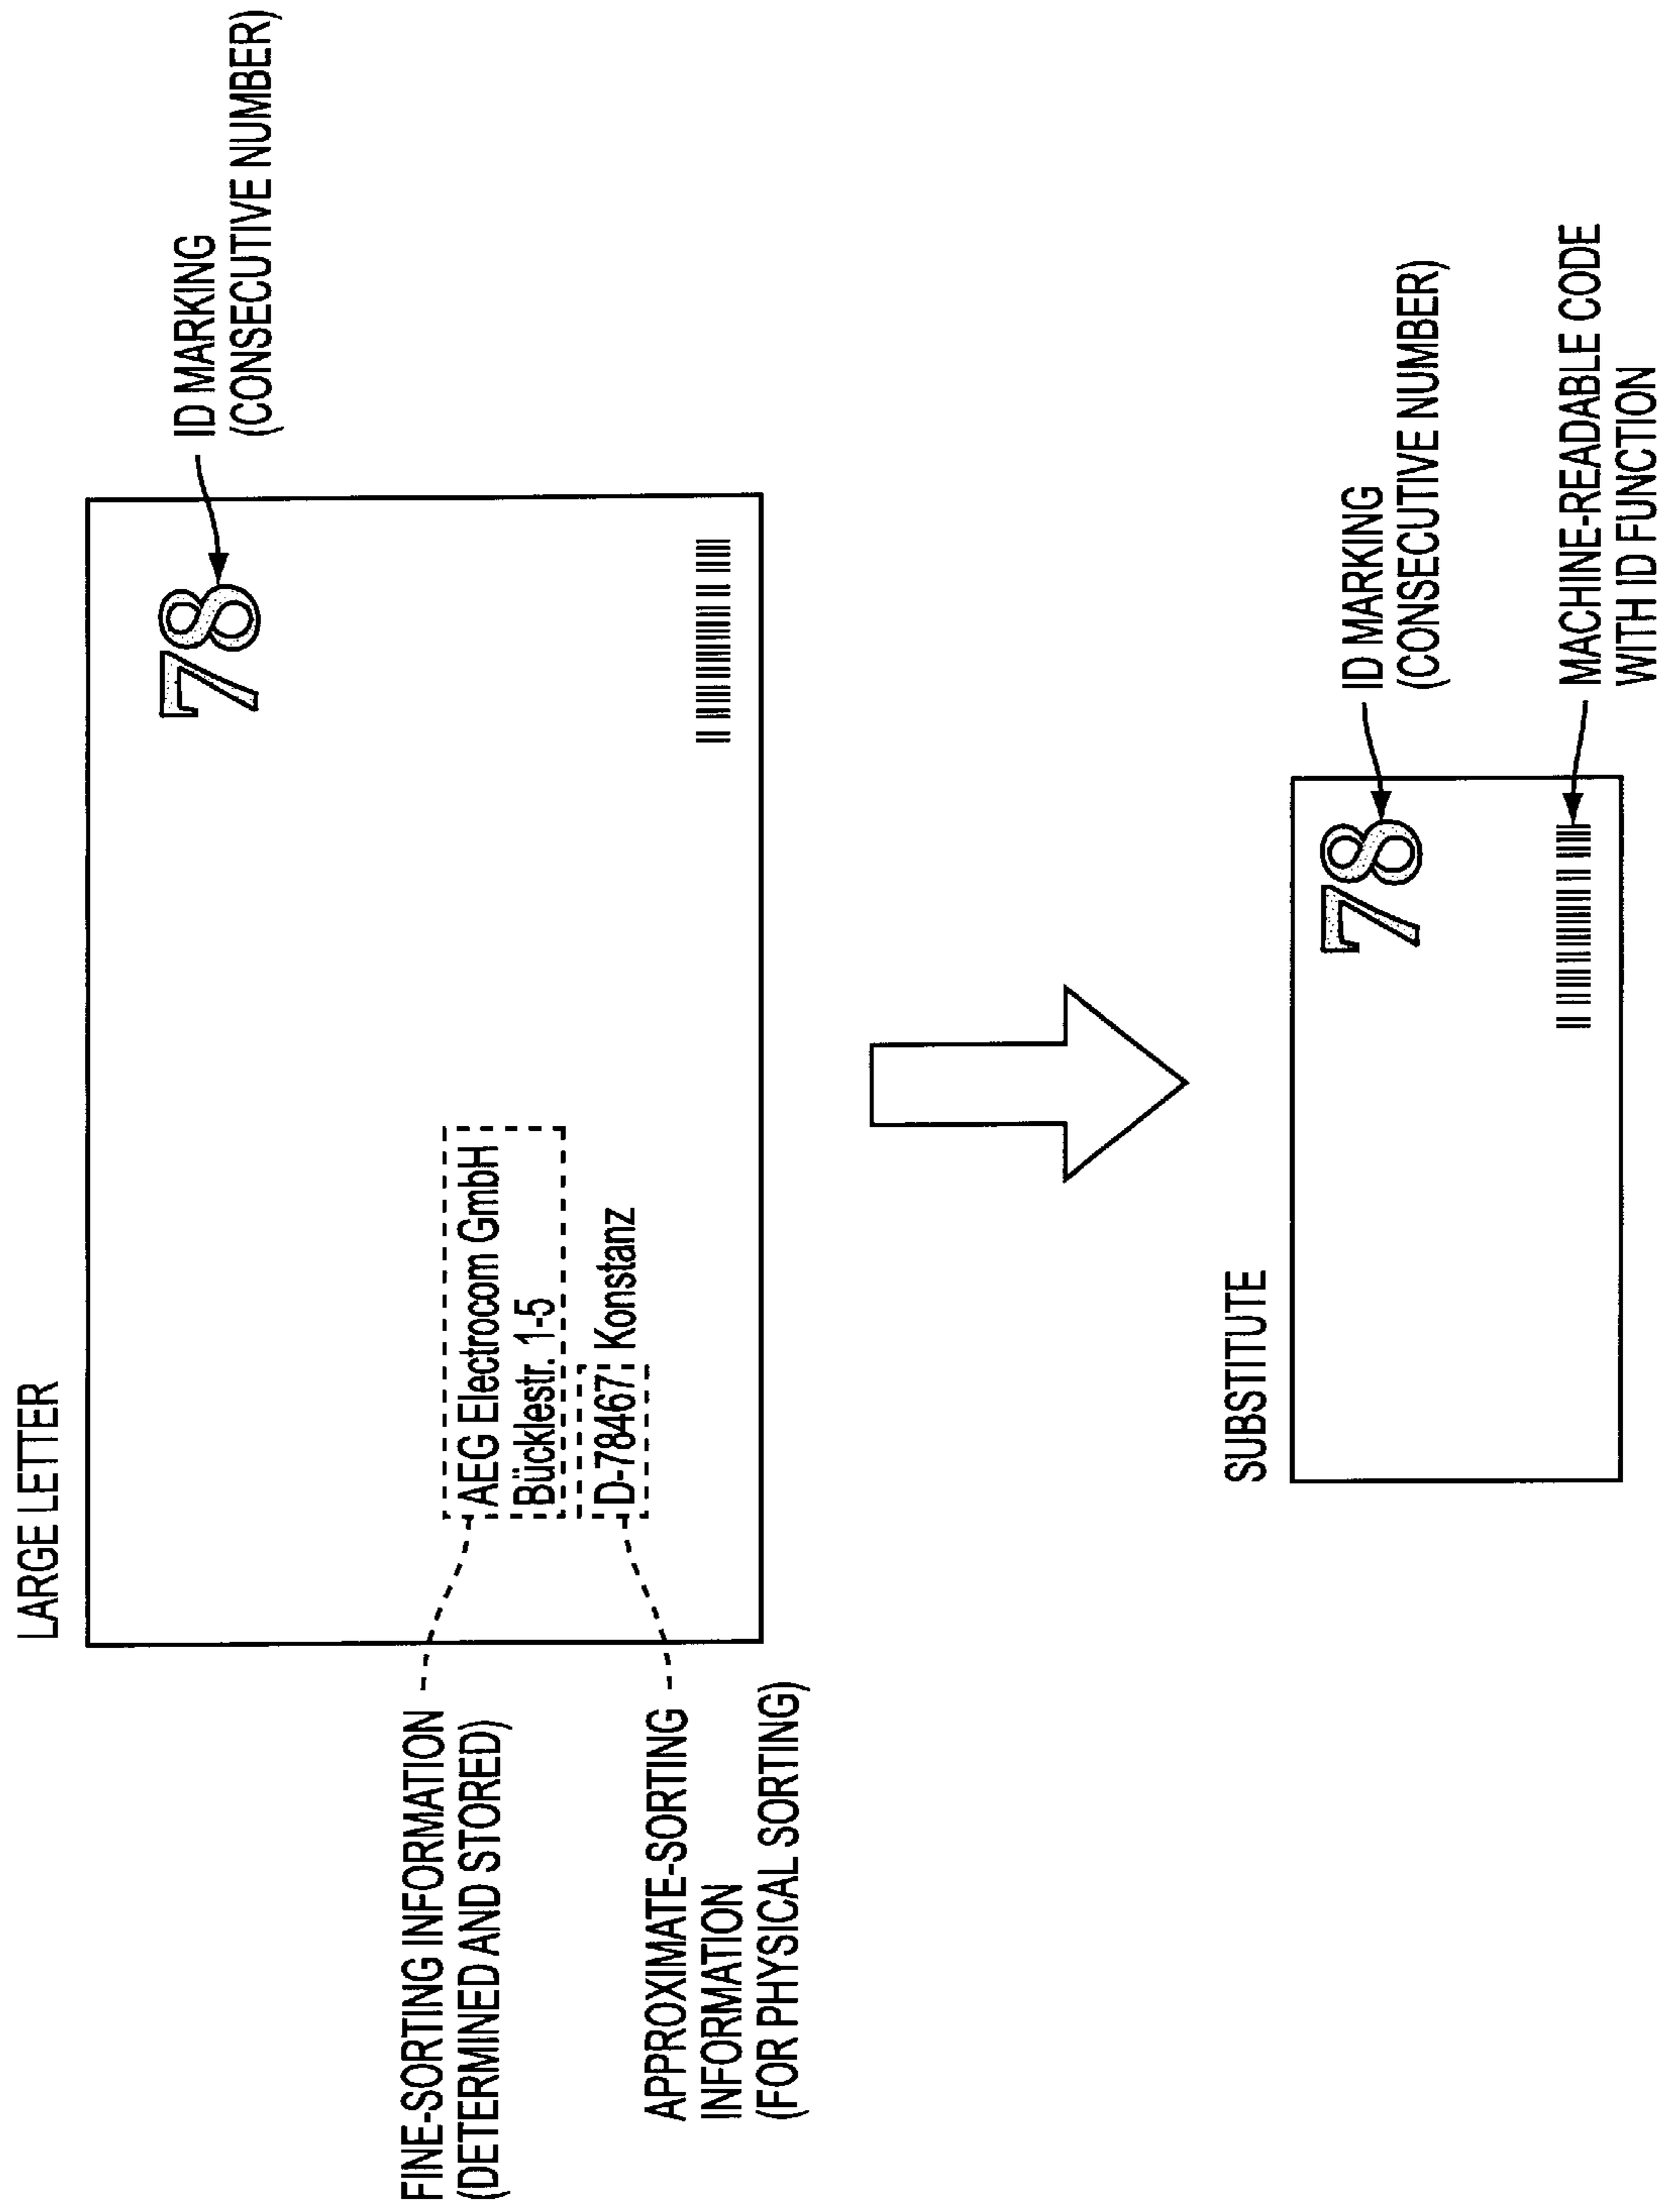 LARGE LETTER
78
ID MARKING
(CONSECUTIVE NUMBER)
FINE-SORTING INFORMATION
(DETERMINED AND STORED)
AEG Electrocom GmbH
Bücklestr. 1-5
D-78467 Konstanz
APPROXIMATE-SORTING
INFORMATION
(FOR PHYSICAL SORTING)
SUBSTITUTE
78
ID MARKING
(CONSECUTIVE NUMBER)
MACHINE-READABLE CODE
WITH ID FUNCTION